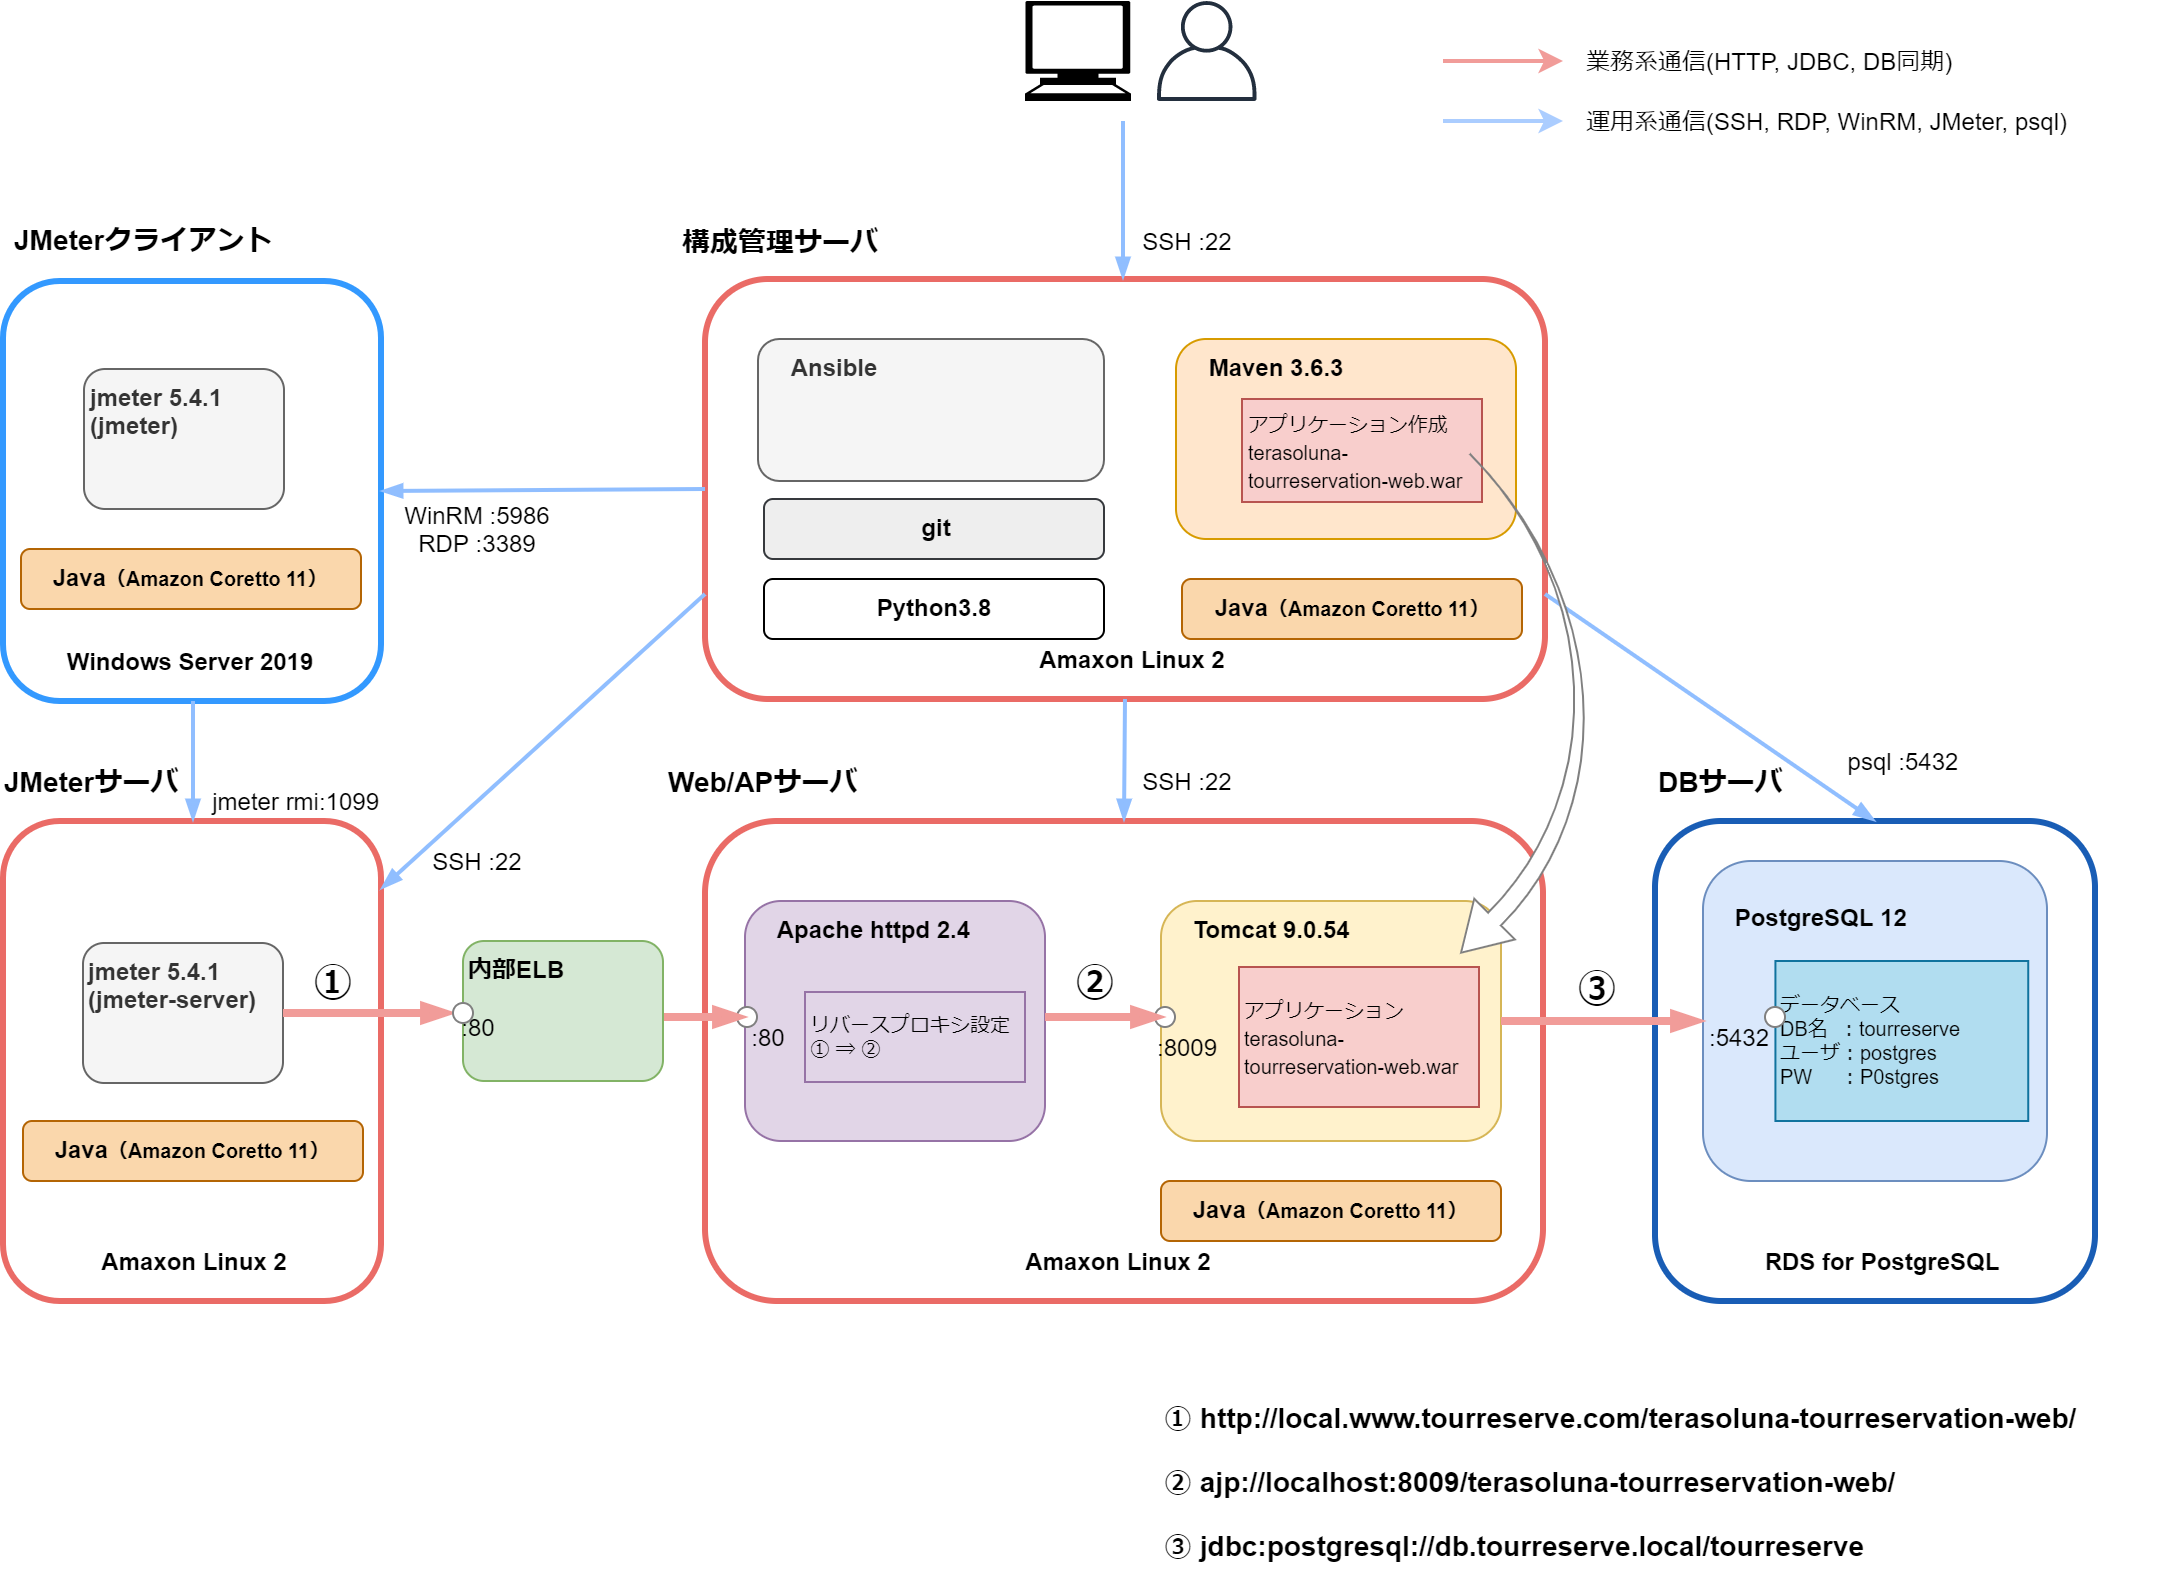 業務系通信(HTTP, JDBC, DB同期)
運用系通信(SSH, RDP, WinRM, JMeter, psql)
JMeterクライアント
構成管理サーバ
SSH :22
jmeter 5.4.1
(jmeter)
Java（Amazon Coretto 11）
Windows Server 2019
WinRM :5986
RDP :3389
Ansible
git
Python3.8
Maven 3.6.3
アプリケーション作成
terasoluna-
tourreservation-web.war
Java（Amazon Coretto 11）
Amaxon Linux 2
JMeterサーバ
jmeter rmi:1099
SSH :22
Web/APサーバ
SSH :22
DBサーバ
psql :5432
jmeter 5.4.1
(jmeter-server)
①
Java（Amazon Coretto 11）
Amaxon Linux 2
内部ELB
:80
Apache httpd 2.4
:80
リバースプロキシ設定
① ⇒ ②
②
Tomcat 9.0.54
:8009
アプリケーション
terasoluna-
tourreservation-web.war
Java（Amazon Coretto 11）
Amaxon Linux 2
③
PostgreSQL 12
:5432
データベース
DB名 : tourreserve
ユーザ : postgres
PW : P0stgres
RDS for PostgreSQL
① http://local.www.tourreserve.com/terasoluna-tourreservation-web/
② ajp://localhost:8009/terasoluna-tourreservation-web/
③ jdbc:postgresql://db.tourreserve.local/tourreserve